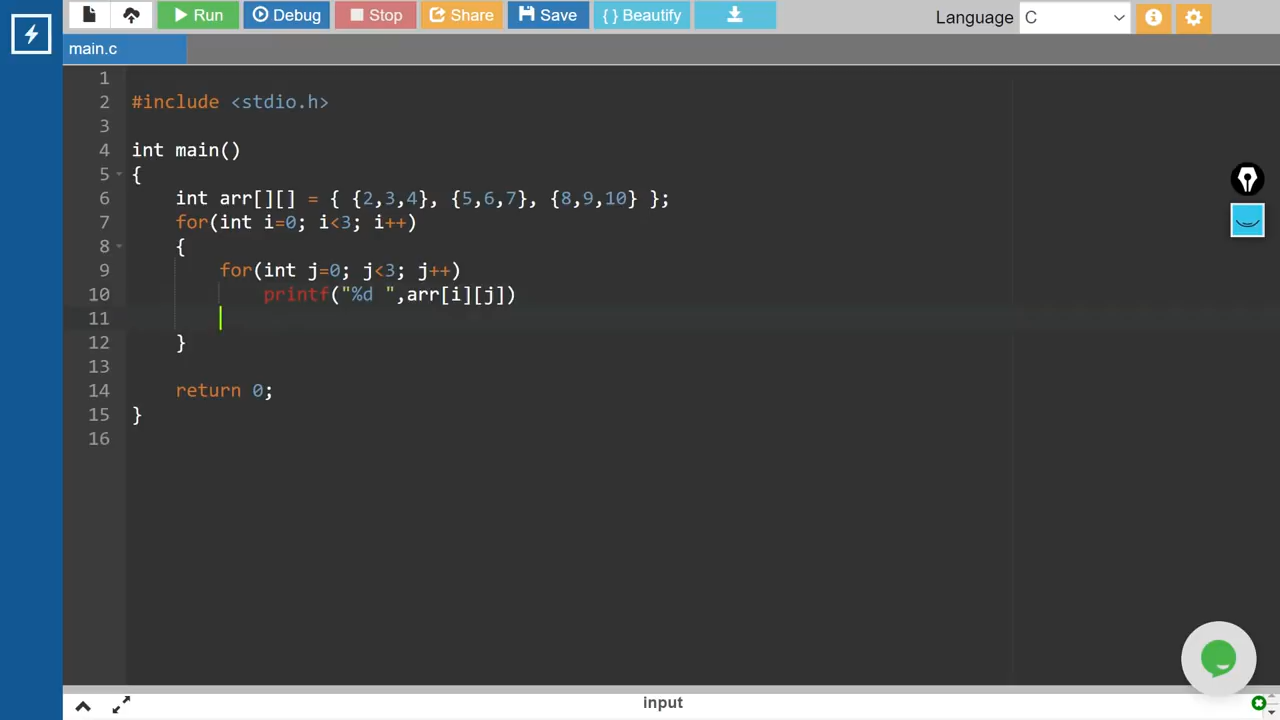 Run Debug Stop Share Save { } Beautify Language C
main.c
1
2 #include <stdio.h>
3
4 int main()
5 {
6 int arr[][] = { {2,3,4}, {5,6,7}, {8,9,10} };
7 for(int i=0; i<3; i++)
8 {
9 for(int j=0; j<3; j++)
10 printf("%d ",arr[i][j])
11
12 }
13
14 return 0;
15 }
16
input